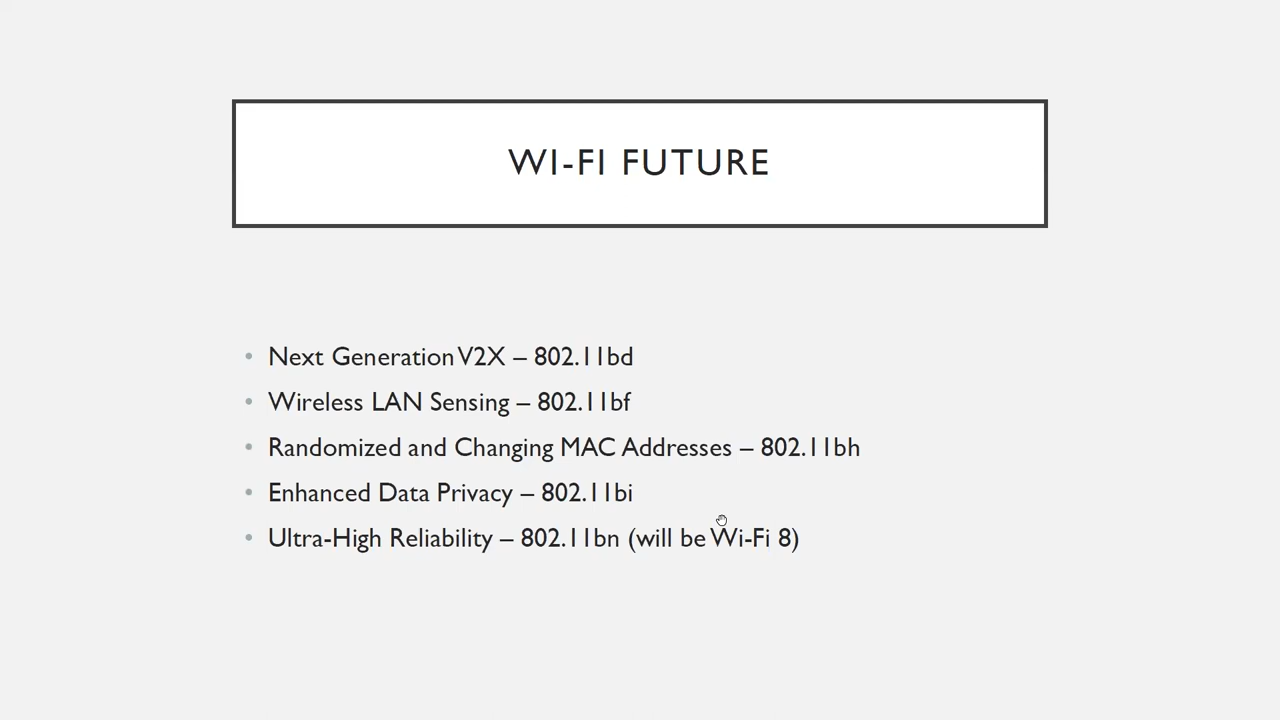 WI-FI FUTURE
• Next Generation V2X – 802.11bd
• Wireless LAN Sensing – 802.11bf
• Randomized and Changing MAC Addresses – 802.11bh
• Enhanced Data Privacy – 802.11bi
• Ultra-High Reliability – 802.11bn (will be Wi-Fi 8)